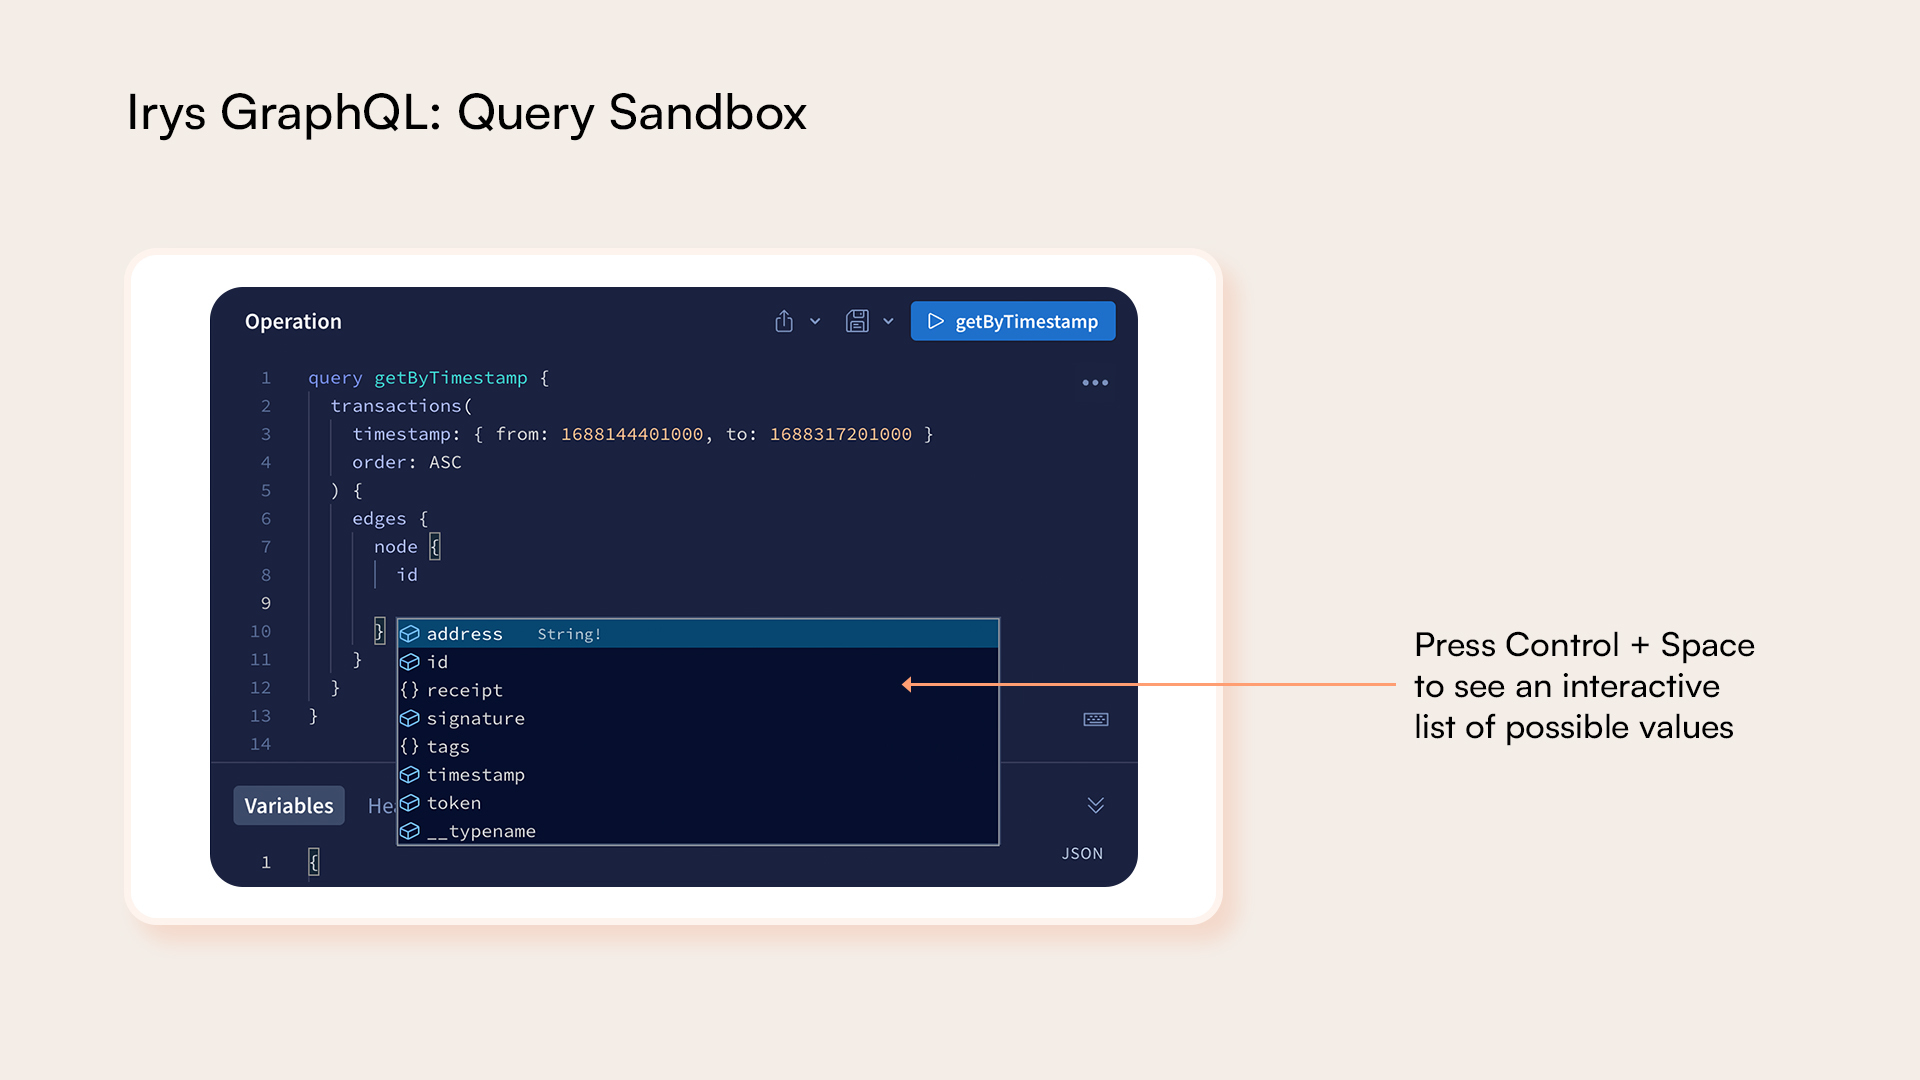 Irys GraphQL: Query Sandbox
Operation
getByTimestamp
1 query getByTimestamp {
2 transactions(
3 timestamp: { from: 1688144401000, to: 1688317201000 }
4 order: ASC
5 ) {
6 edges {
7 node {
8 id
9
10 }
11 }
12 }
13 }
14
address String!
id
{} receipt
signature
{} tags
timestamp
token
__typename
Variables
JSON
1 {
Press Control + Space
to see an interactive
list of possible values